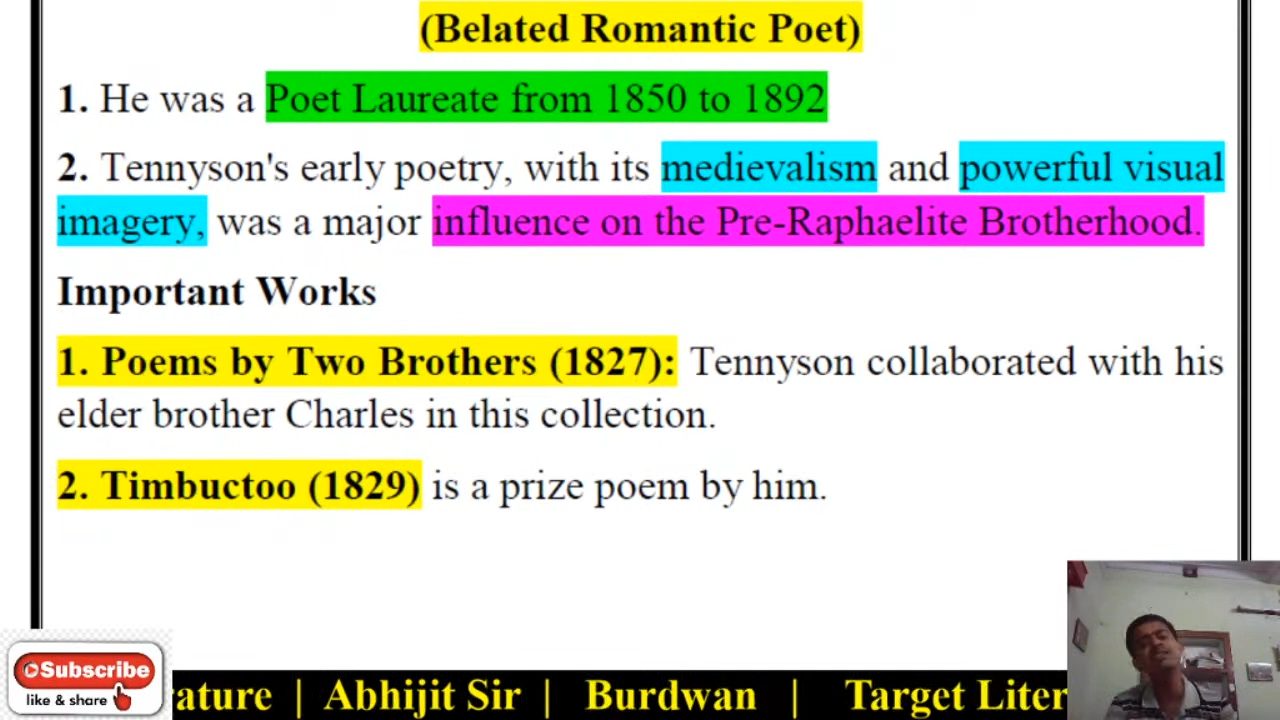 (Belated Romantic Poet)
1. He was a Poet Laureate from 1850 to 1892
2. Tennyson's early poetry, with its medievalism and powerful visual
imagery, was a major influence on the Pre-Raphaelite Brotherhood.
Important Works
1. Poems by Two Brothers (1827): Tennyson collaborated with his
elder brother Charles in this collection.
2. Timbuctoo (1829) is a prize poem by him.
Subscribe
like & share
rature | Abhijit Sir | Burdwan | Target Liter